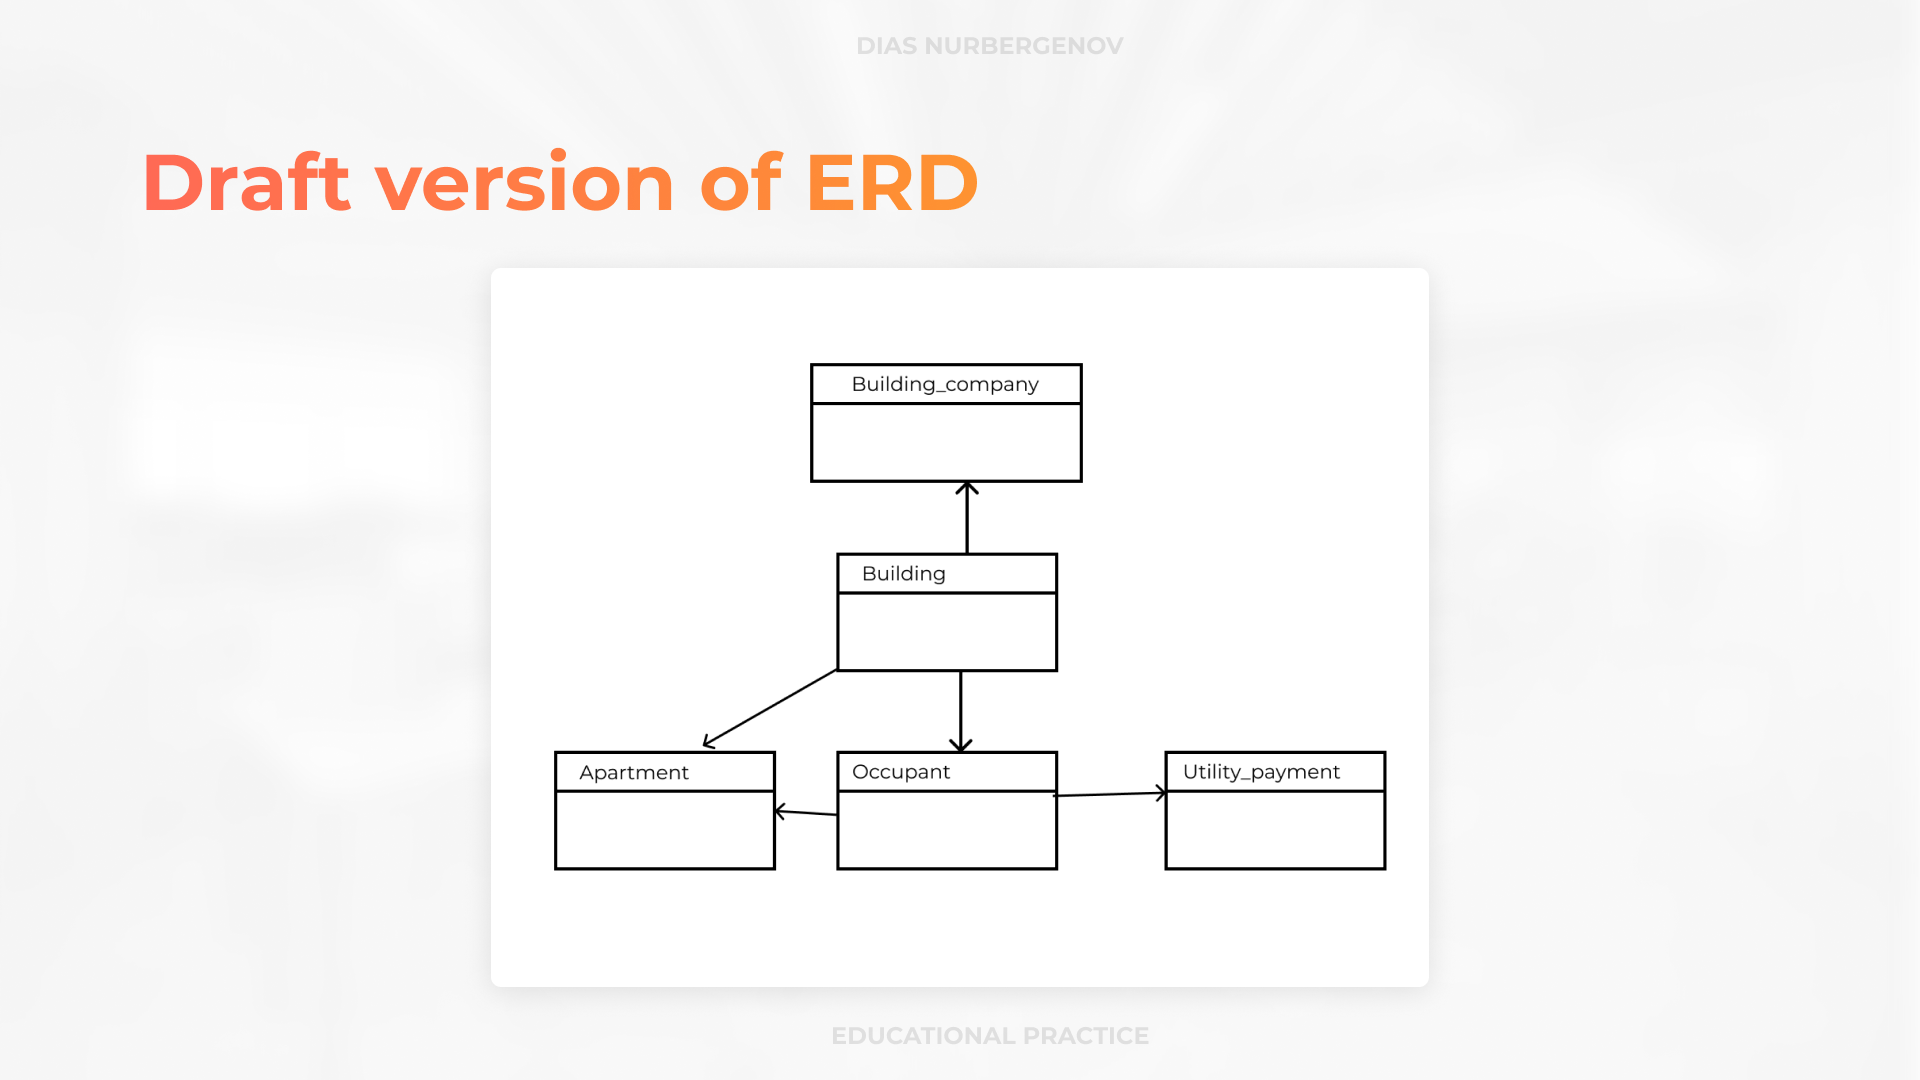 DIAS NURBERGENOV
Draft version of ERD
Building_company
Building
Apartment
Occupant
Utility_payment
EDUCATIONAL PRACTICE